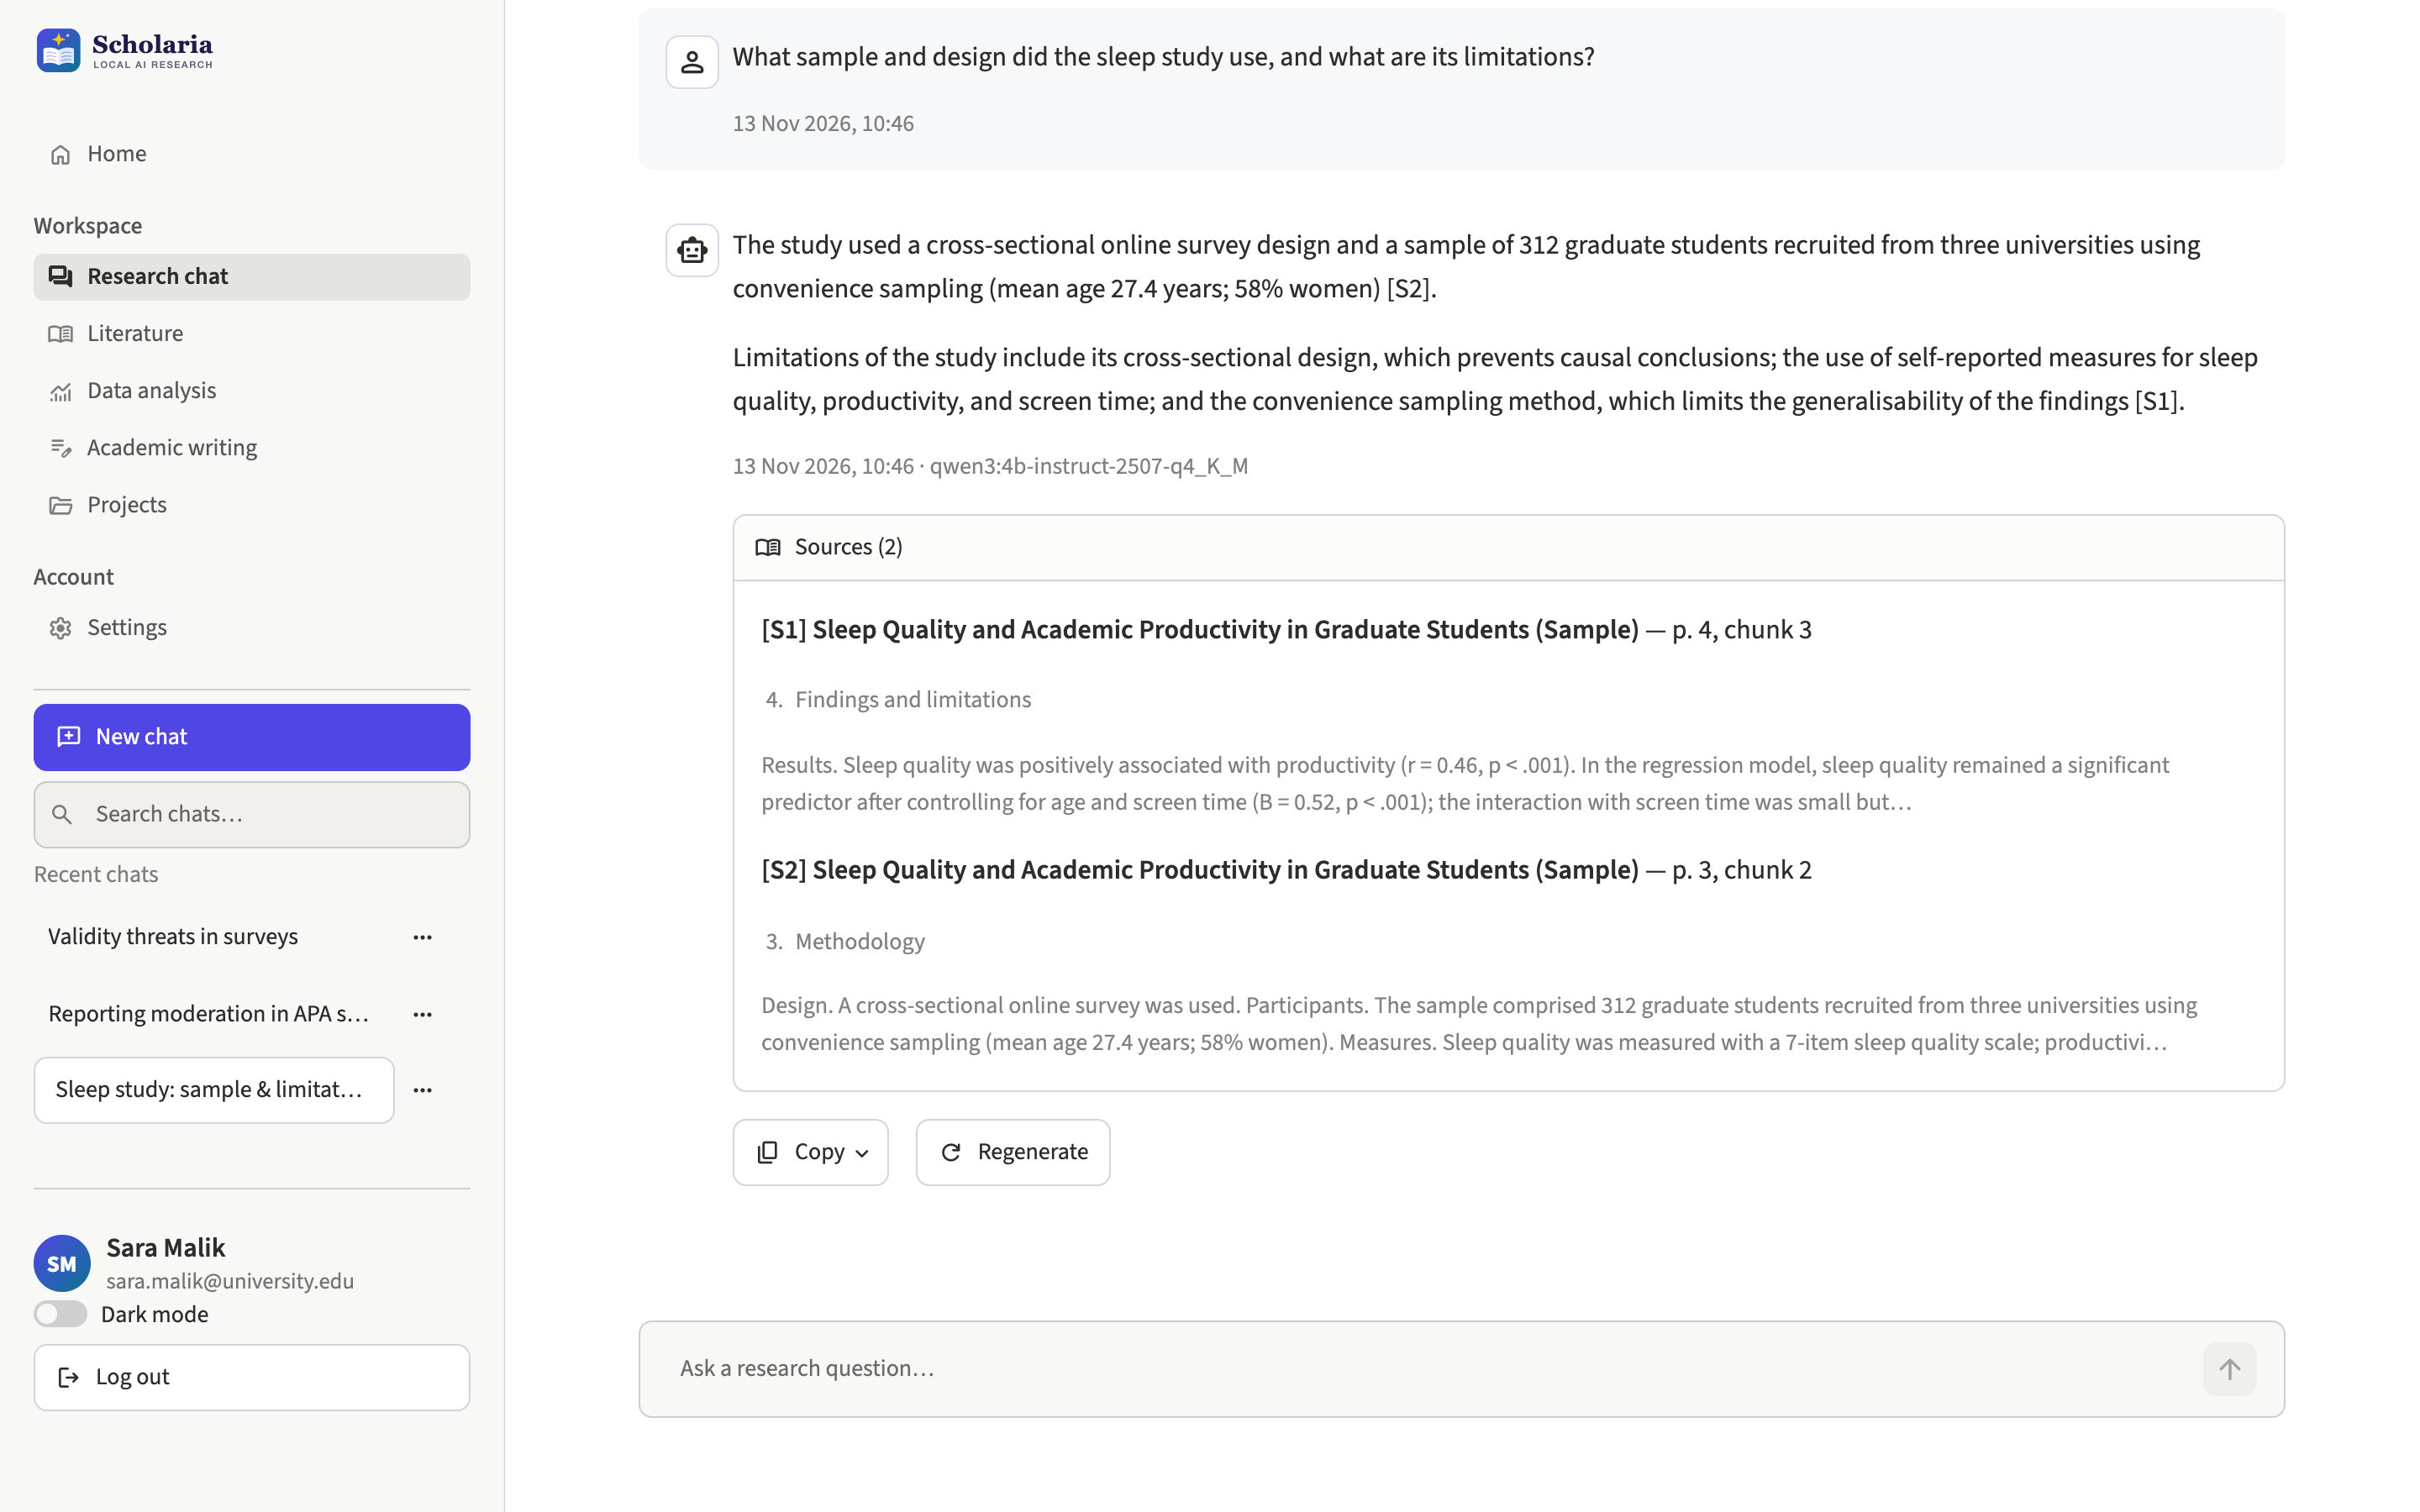 Scholaria
LOCAL AI RESEARCH
Home
Workspace
Research chat
Literature
Data analysis
Academic writing
Projects
Account
Settings
New chat
Search chats…
Recent chats
Validity threats in surveys
Reporting moderation in APA s…
Sleep study: sample & limitat…
SM
Sara Malik
sara.malik@university.edu
Dark mode
Log out
What sample and design did the sleep study use, and what are its limitations?
13 Nov 2026, 10:46
The study used a cross-sectional online survey design and a sample of 312 graduate students recruited from three universities using
convenience sampling (mean age 27.4 years; 58% women) [S2].
Limitations of the study include its cross-sectional design, which prevents causal conclusions; the use of self-reported measures for sleep
quality, productivity, and screen time; and the convenience sampling method, which limits the generalisability of the findings [S1].
13 Nov 2026, 10:46 · qwen3:4b-instruct-2507-q4_K_M
Sources (2)
[S1] Sleep Quality and Academic Productivity in Graduate Students (Sample) — p. 4, chunk 3
4. Findings and limitations
Results. Sleep quality was positively associated with productivity (r = 0.46, p < .001). In the regression model, sleep quality remained a significant
predictor after controlling for age and screen time (B = 0.52, p < .001); the interaction with screen time was small but…
[S2] Sleep Quality and Academic Productivity in Graduate Students (Sample) — p. 3, chunk 2
3. Methodology
Design. A cross-sectional online survey was used. Participants. The sample comprised 312 graduate students recruited from three universities using
convenience sampling (mean age 27.4 years; 58% women). Measures. Sleep quality was measured with a 7-item sleep quality scale; productivi…
Copy
Regenerate
Ask a research question…